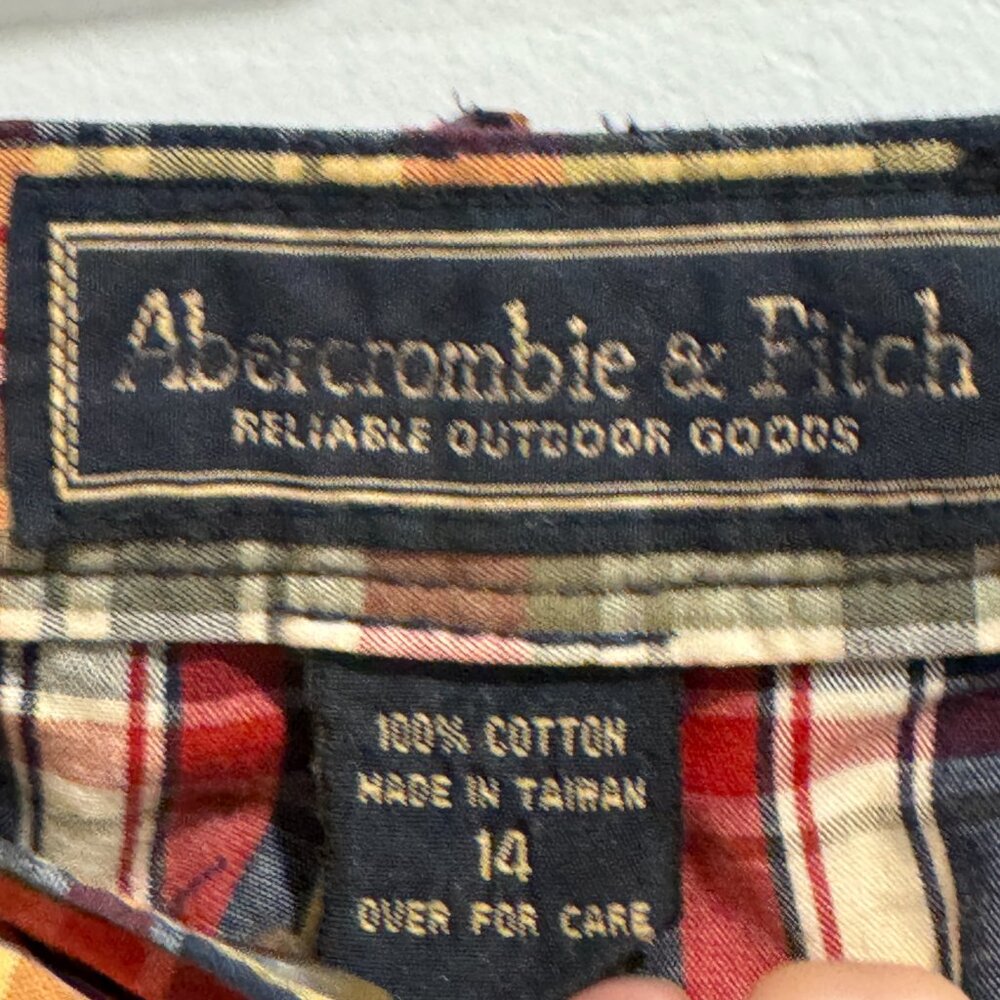 Abercrombie & Fitch
RELIABLE OUTDOOR GOODS
100% COTTON
MADE IN TAIWAN
14
OVER FOR CARE